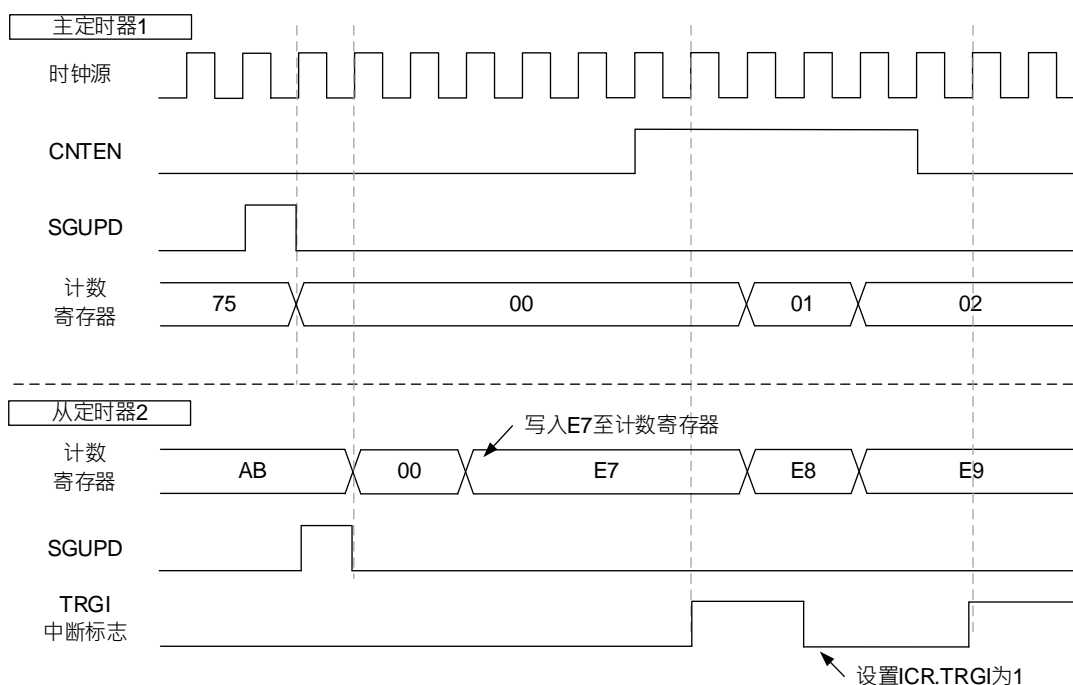 主定时器1
时钟源
CNTEN
SGUPD
计数
寄存器
75
00
01
02
从定时器2
写入E7至计数寄存器
计数
寄存器
AB
00
E7
E8
E9
SGUPD
TRGI
中断标志
设置ICR.TRGI为1